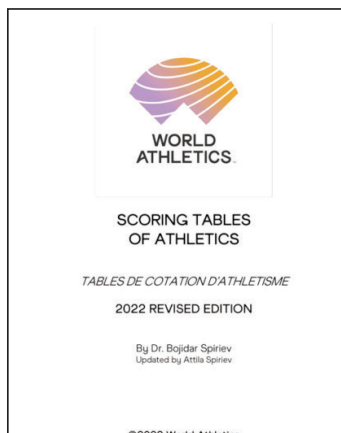 WORLD
ATHLETICS
SCORING TABLES
OF ATHLETICS
TABLES DE COTATION D'ATHLETISME
2022 REVISED EDITION
By Dr. Bojidar Spiriev
Updated by Attila Spiriev